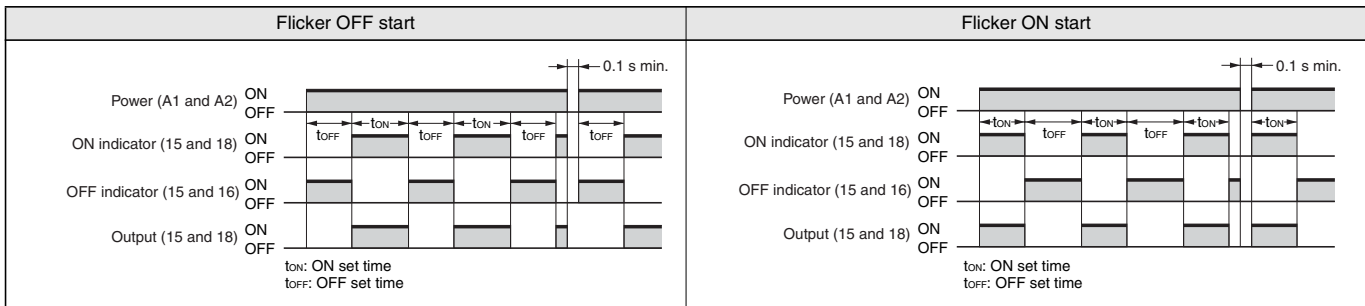 Flicker OFF start
0.1 s min.
Power (A1 and A2) ON
OFF
tOFF tON tOFF tON tOFF tOFF
ON indicator (15 and 18) ON
OFF
OFF indicator (15 and 16) ON
OFF
Output (15 and 18) ON
OFF
tON: ON set time
tOFF: OFF set time
Flicker ON start
0.1 s min.
Power (A1 and A2) ON
OFF
tON tOFF tON tOFF tON tON
ON indicator (15 and 18) ON
OFF
OFF indicator (15 and 16) ON
OFF
Output (15 and 18) ON
OFF
tON: ON set time
tOFF: OFF set time